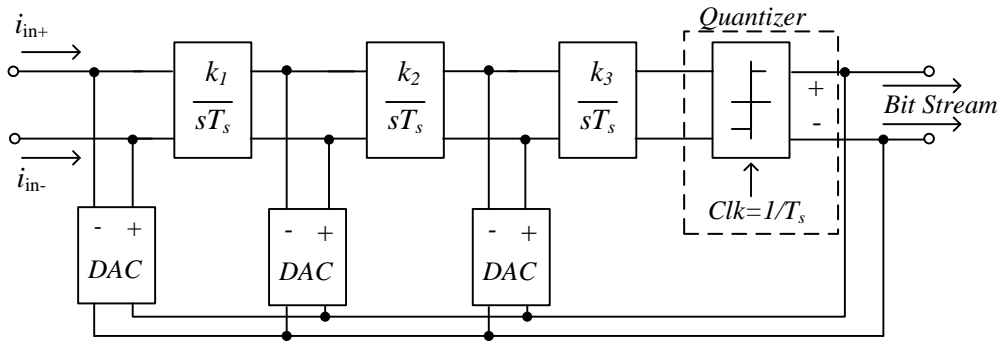 Quantizer
i_in+
k_1
sT_s
k_2
sT_s
k_3
sT_s
+
-
Bit Stream
i_in-
Clk=1/T_s
- +
DAC
- +
DAC
- +
DAC